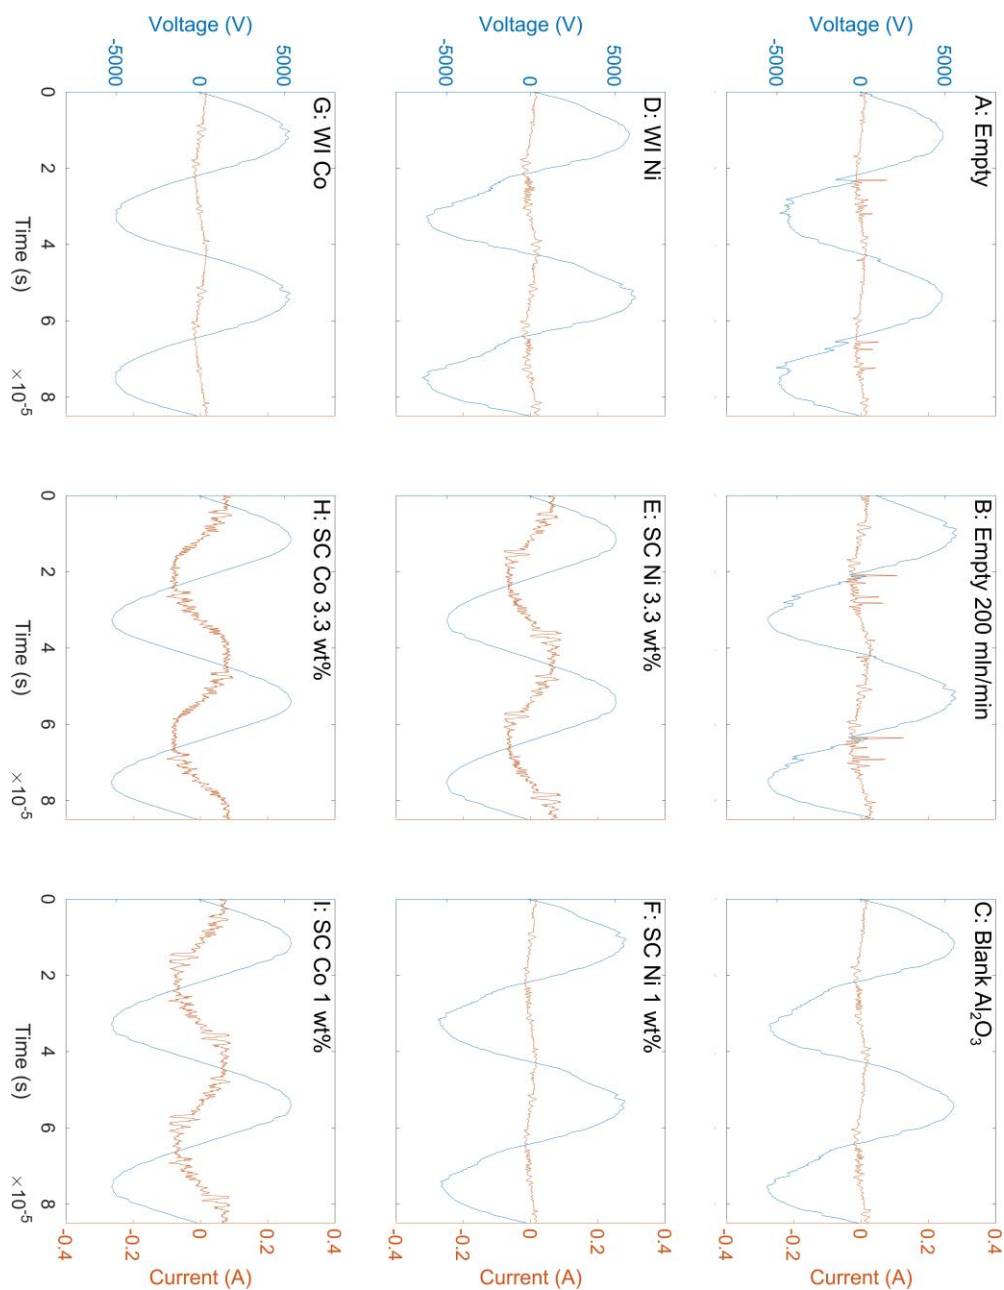 A: Empty
B: Empty 200 mln/min
C: Blank Al₂O₃
Voltage (V)
5000
0
-5000
0.4
0.2
0
-0.2
-0.4
Current (A)
D: WI Ni
E: SC Ni 3.3 wt%
F: SC Ni 1 wt%
Voltage (V)
5000
0
-5000
0.4
0.2
0
-0.2
-0.4
Current (A)
G: WI Co
H: SC Co 3.3 wt%
I: SC Co 1 wt%
Voltage (V)
5000
0
-5000
0.4
0.2
0
-0.2
-0.4
Current (A)
0 2 4 6 8
×10⁻⁵
Time (s)
0 2 4 6 8
×10⁻⁵
Time (s)
0 2 4 6 8
×10⁻⁵
Time (s)